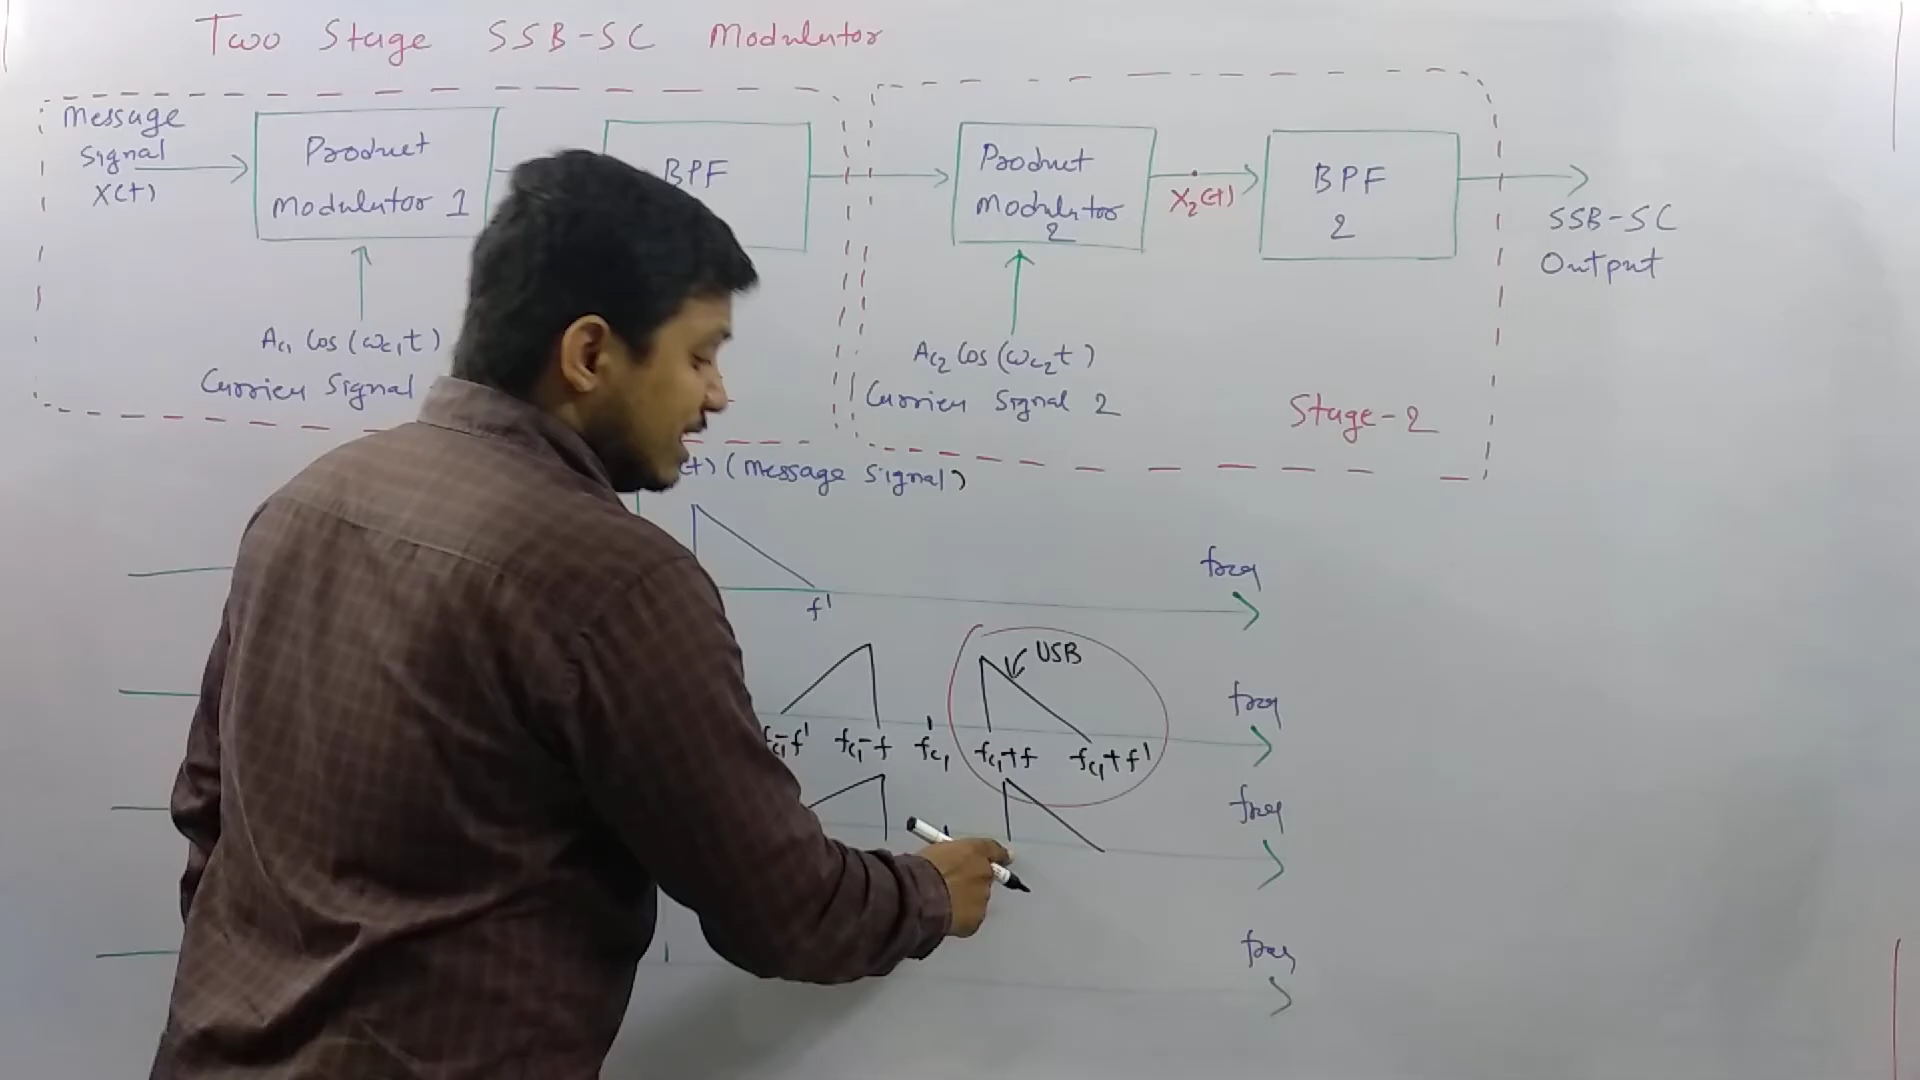 Two Stage SSB-SC Modulator
Message
Signal
X(t)
Product
Modulator 1
BPF
Product
Modulator
2
X₂(t)
BPF
2
SSB-SC
Output
Ac₁ Cos(ωc₁t)
Carrier Signal
Ac₂ Cos(ωc₂t)
Carrier Signal 2
Stage-2
(t) (Message Signal)
freq
f'
USB
freq
fc₁-f' fc₁-f fc₁ fc₁+f fc₁+f'
freq
freq